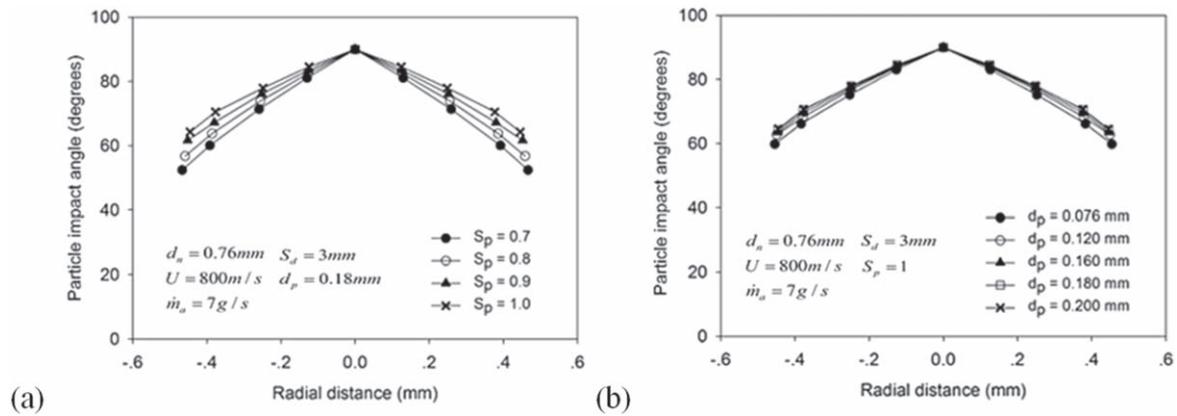 100
80
60
40
20
0
Particle impact angle (degrees)
-.6 -.4 -.2 0.0 .2 .4 .6
Radial distance (mm)
d_n = 0.76mm S_d = 3mm
U = 800m/s d_p = 0.18mm
ṁ_a = 7g/s
S_p = 0.7
S_p = 0.8
S_p = 0.9
S_p = 1.0
(a)
100
80
60
40
20
0
Particle impact angle (degrees)
-.6 -.4 -.2 0.0 .2 .4 .6
Radial distance (mm)
d_n = 0.76mm S_d = 3mm
U = 800m/s S_p = 1
ṁ_a = 7g/s
d_p = 0.076 mm
d_p = 0.120 mm
d_p = 0.160 mm
d_p = 0.180 mm
d_p = 0.200 mm
(b)